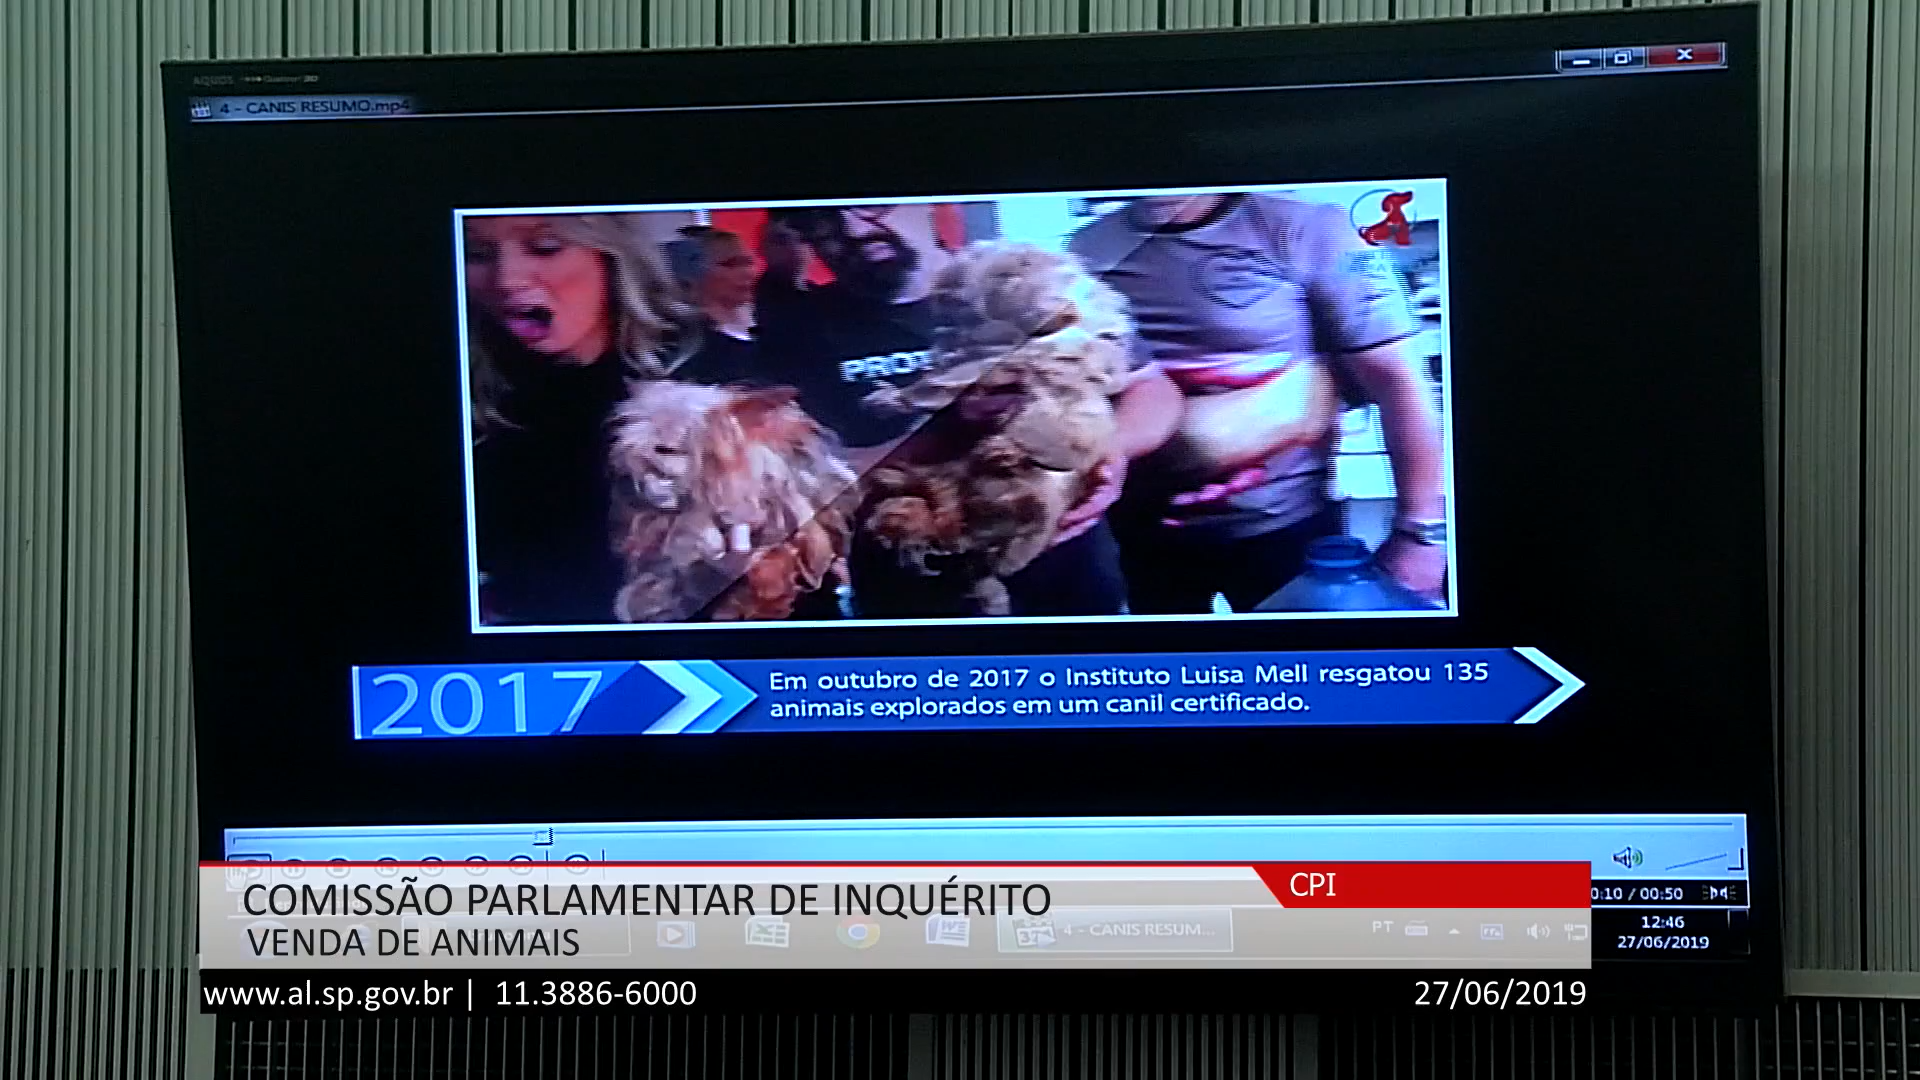 AQUOS
4 - CANIS RESUMO.mp4
2017
Em outubro de 2017 o Instituto Luisa Mell resgatou 135
animais explorados em um canil certificado.
CPI
COMISSÃO PARLAMENTAR DE INQUÉRITO
VENDA DE ANIMAIS
0:10 / 00:50
4 - CANIS RESUM...
PT
12:46
27/06/2019
www.al.sp.gov.br | 11.3886-6000
27/06/2019